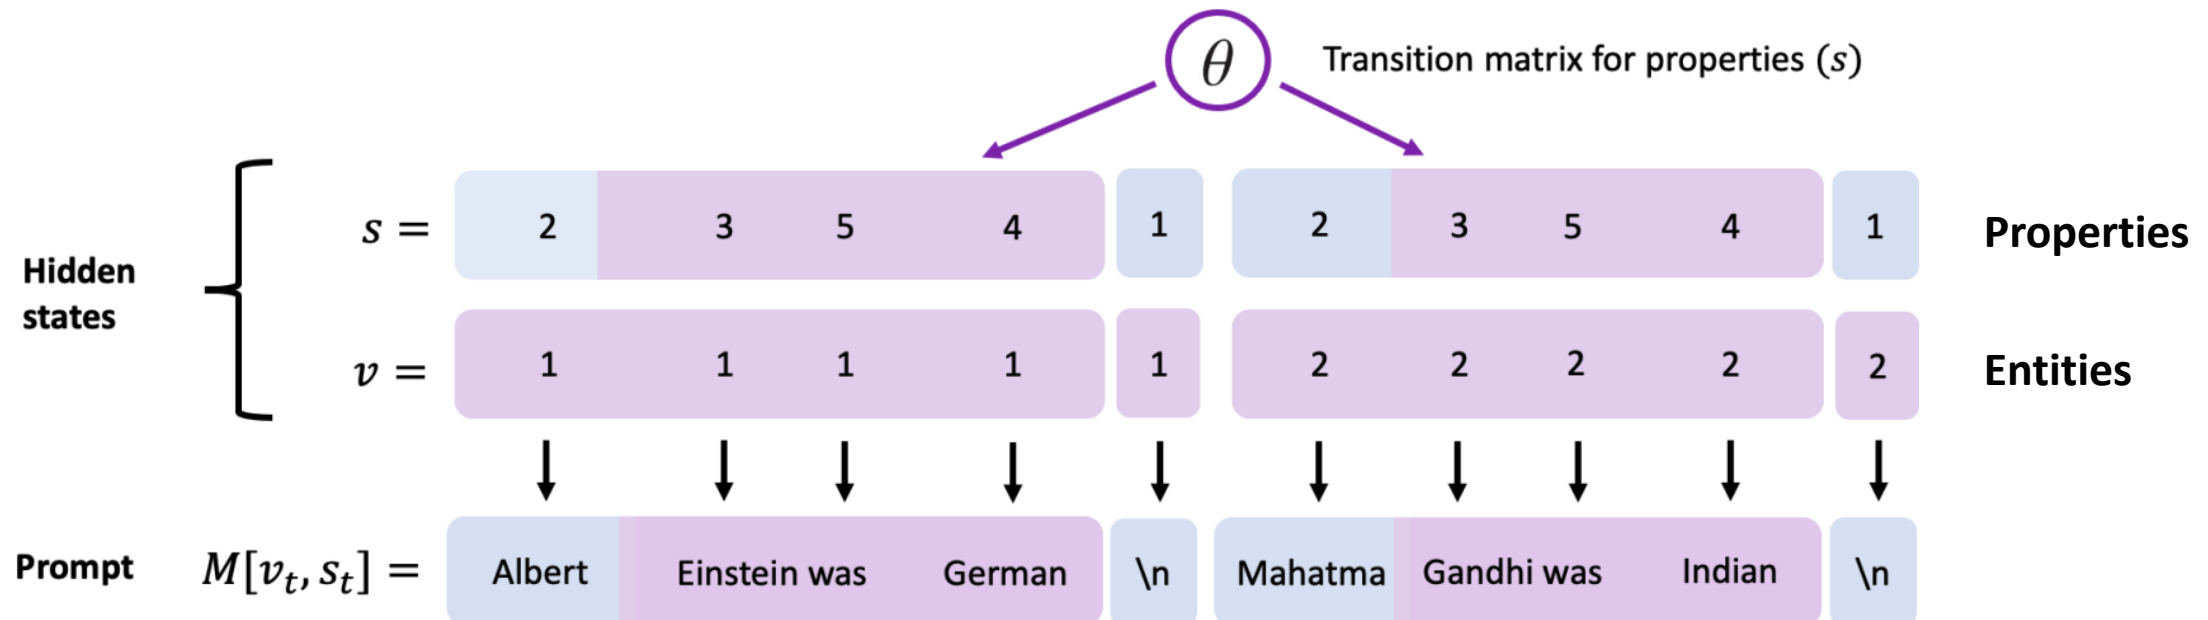 θ Transition matrix for properties (s)
Hidden states
s = 2 3 5 4 1 2 3 5 4 1 Properties
v = 1 1 1 1 1 2 2 2 2 2 Entities
Prompt M[vₜ, sₜ] = Albert Einstein was German \n Mahatma Gandhi was Indian \n